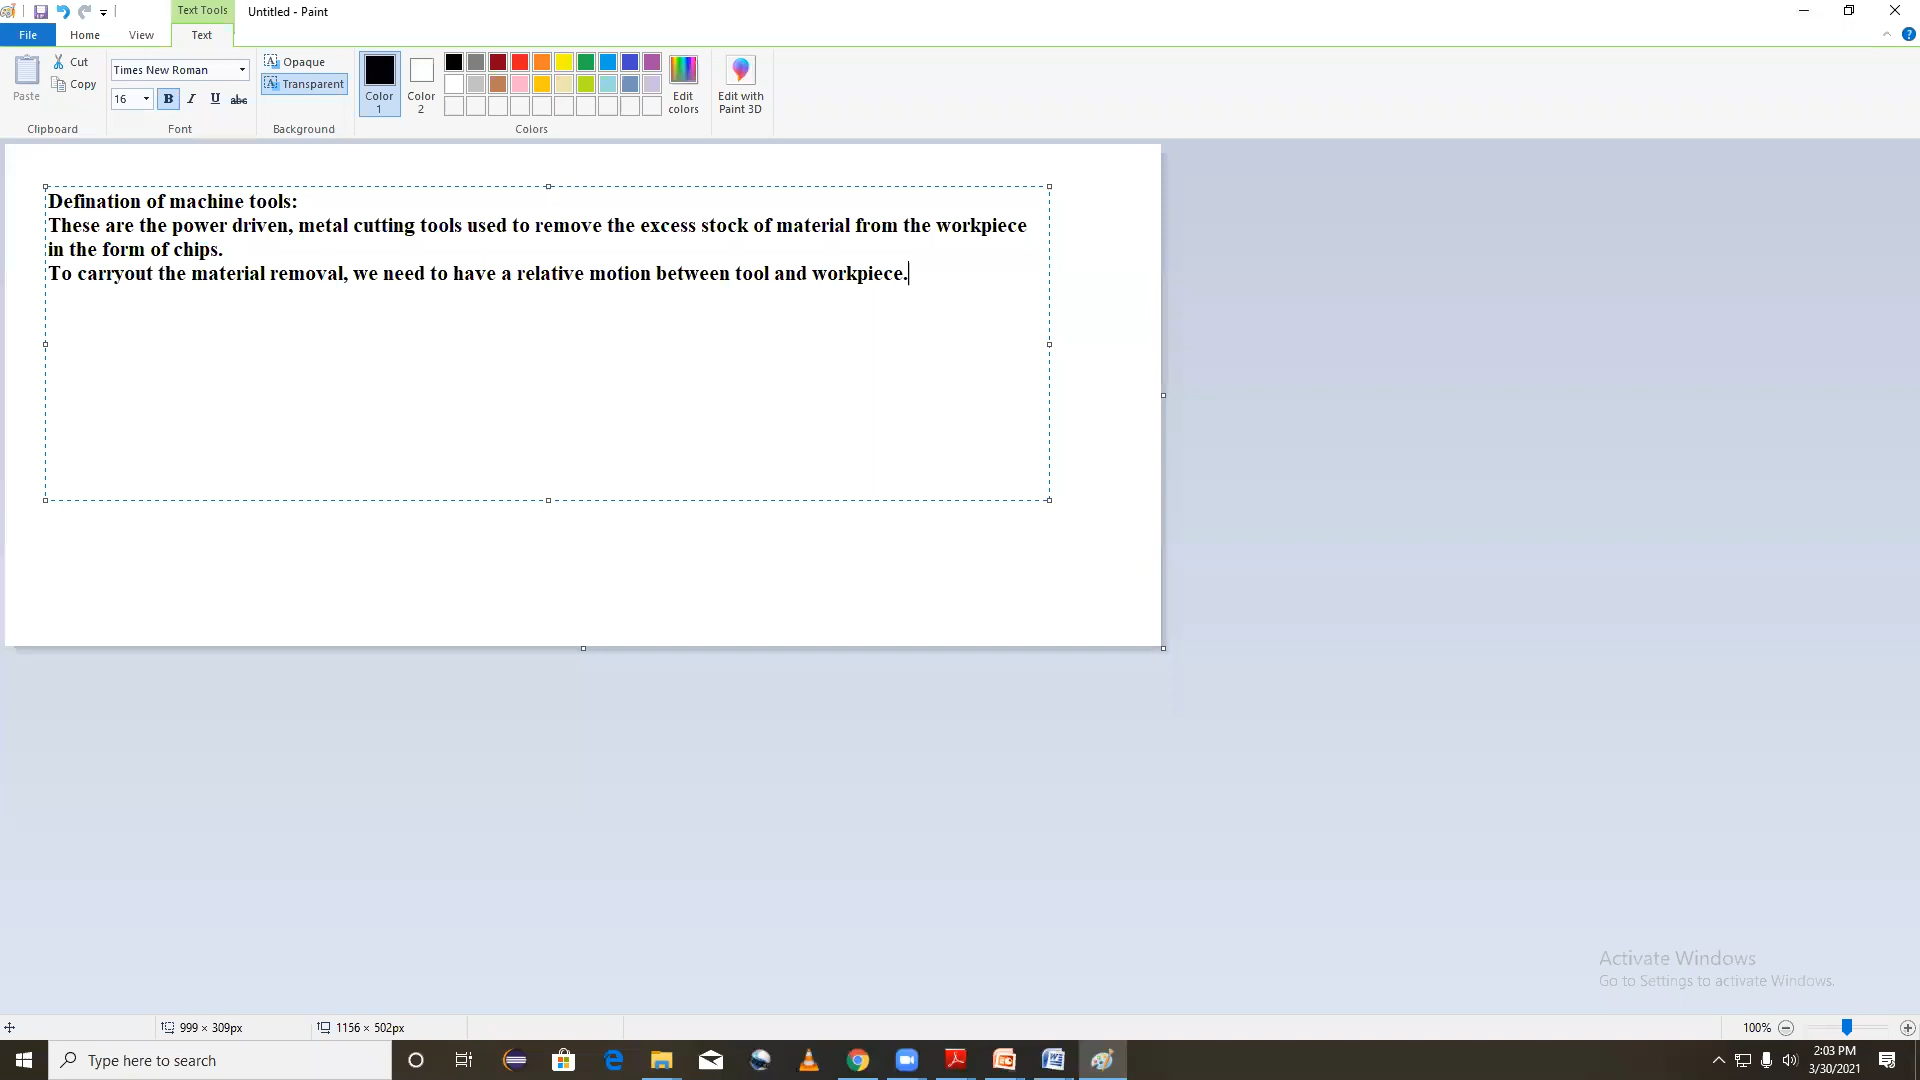 Text Tools
Untitled - Paint
File
Home
View
Text
Paste
Cut
Copy
Clipboard
Times New Roman
16
B
I
U
abc
Font
Opaque
Transparent
Background
Color
1
Color
2
Edit
colors
Colors
Edit with
Paint 3D
Defination of machine tools:
These are the power driven, metal cutting tools used to remove the excess stock of material from the workpiece
in the form of chips.
To carryout the material removal, we need to have a relative motion between tool and workpiece.
Activate Windows
Go to Settings to activate Windows.
999 × 309px
1156 × 502px
100%
Type here to search
2:03 PM
3/30/2021